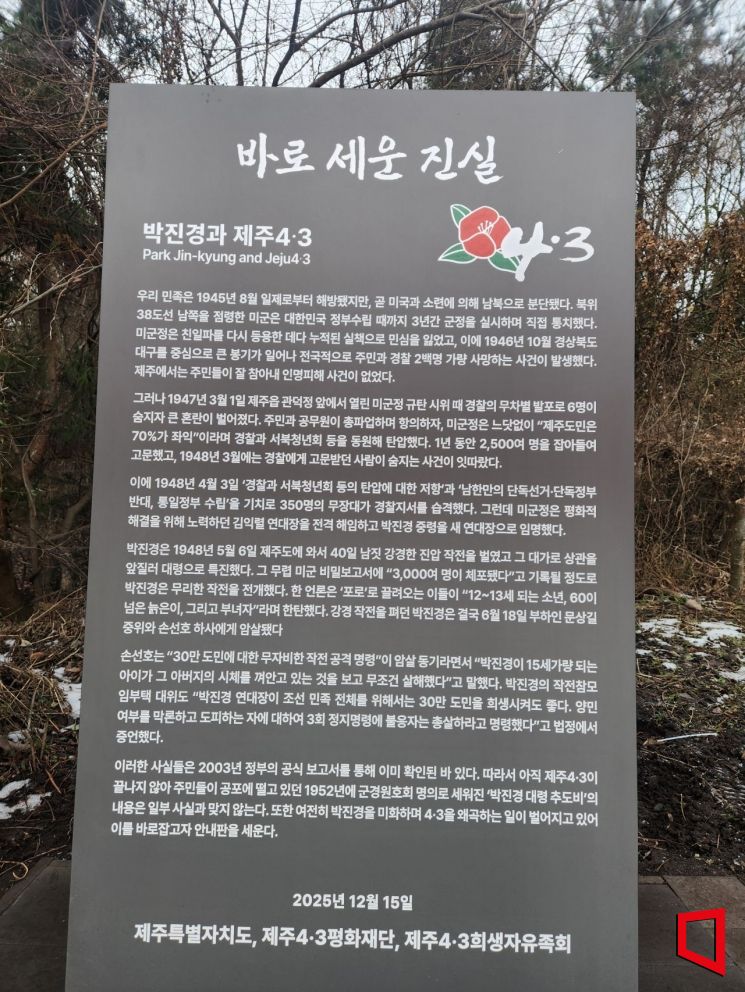 바로 세운 진실
박진경과 제주4·3
Park Jin-kyung and Jeju4·3
4·3
우리 민족은 1945년 8월 일제로부터 해방됐지만, 곧 미국과 소련에 의해 남북으로 분단됐다. 북위
38도선 남쪽을 점령한 미군은 대한민국 정부수립 때까지 3년간 군정을 실시하며 직접 통치했다.
미군정은 친일파를 다시 등용한 데다 누적된 실책으로 민심을 잃었고, 이에 1946년 10월 경상북도
대구를 중심으로 큰 봉기가 일어나 전국적으로 주민과 경찰 2백명 가량 사망하는 사건이 발생했다.
제주에서는 주민들이 잘 참아내 인명피해 사건이 없었다.
그러나 1947년 3월 1일 제주읍 관덕정 앞에서 열린 미군정 규탄 시위 때 경찰의 무차별 발포로 6명이
숨지자 큰 혼란이 벌어졌다. 주민과 공무원이 총파업하며 항의하자, 미군정은 느닷없이 “제주도민은
70%가 좌익”이라며 경찰과 서북청년회 등을 동원해 탄압했다. 1년 동안 2,500여 명을 잡아들여
고문했고, 1948년 3월에는 경찰에게 고문받던 사람이 숨지는 사건이 잇따랐다.
이에 1948년 4월 3일 ‘경찰과 서북청년회 등의 탄압에 대한 저항’과 ‘남한만의 단독선거·단독정부
반대, 통일정부 수립’을 기치로 350명의 무장대가 경찰지서를 습격했다. 그런데 미군정은 평화적
해결을 위해 노력하던 김익렬 연대장을 전격 해임하고 박진경 중령을 새 연대장으로 임명했다.
박진경은 1948년 5월 6일 제주도에 와서 40일 남짓 강경한 진압 작전을 벌였고 그 대가로 상관을
앞질러 대령으로 특진했다. 그 무렵 미군 비밀보고서에 “3,000여 명이 체포됐다”고 기록될 정도로
박진경은 무리한 작전을 전개했다. 한 언론은 ‘포로’로 끌려오는 이들이 “12~13세 되는 소년, 60이
넘은 늙은이, 그리고 부녀자”라며 한탄했다. 강경 작전을 펴던 박진경은 결국 6월 18일 부하인 문상길
중위와 손선호 하사에게 암살됐다
손선호는 “30만 도민에 대한 무자비한 작전 공격 명령”이 암살 동기라면서 “박진경이 15세가량 되는
아이가 그 아버지의 시체를 껴안고 있는 것을 보고 무조건 살해했다”고 말했다. 박진경의 작전참모
임부택 대위도 “박진경 연대장이 조선 민족 전체를 위해서는 30만 도민을 희생시켜도 좋다. 양민
여부를 막론하고 도피하는 자에 대하여 3회 정지명령에 불응자는 총살하라고 명령했다”고 법정에서
증언했다.
이러한 사실들은 2003년 정부의 공식 보고서를 통해 이미 확인된 바 있다. 따라서 아직 제주4·3이
끝나지 않아 주민들이 공포에 떨고 있던 1952년에 군경원호회 명의로 세워진 ‘박진경 대령 추도비’의
내용은 일부 사실과 맞지 않는다. 또한 여전히 박진경을 미화하며 4·3을 왜곡하는 일이 벌어지고 있어
이를 바로잡고자 안내판을 세운다.
2025년 12월 15일
제주특별자치도, 제주4·3평화재단, 제주4·3희생자유족회